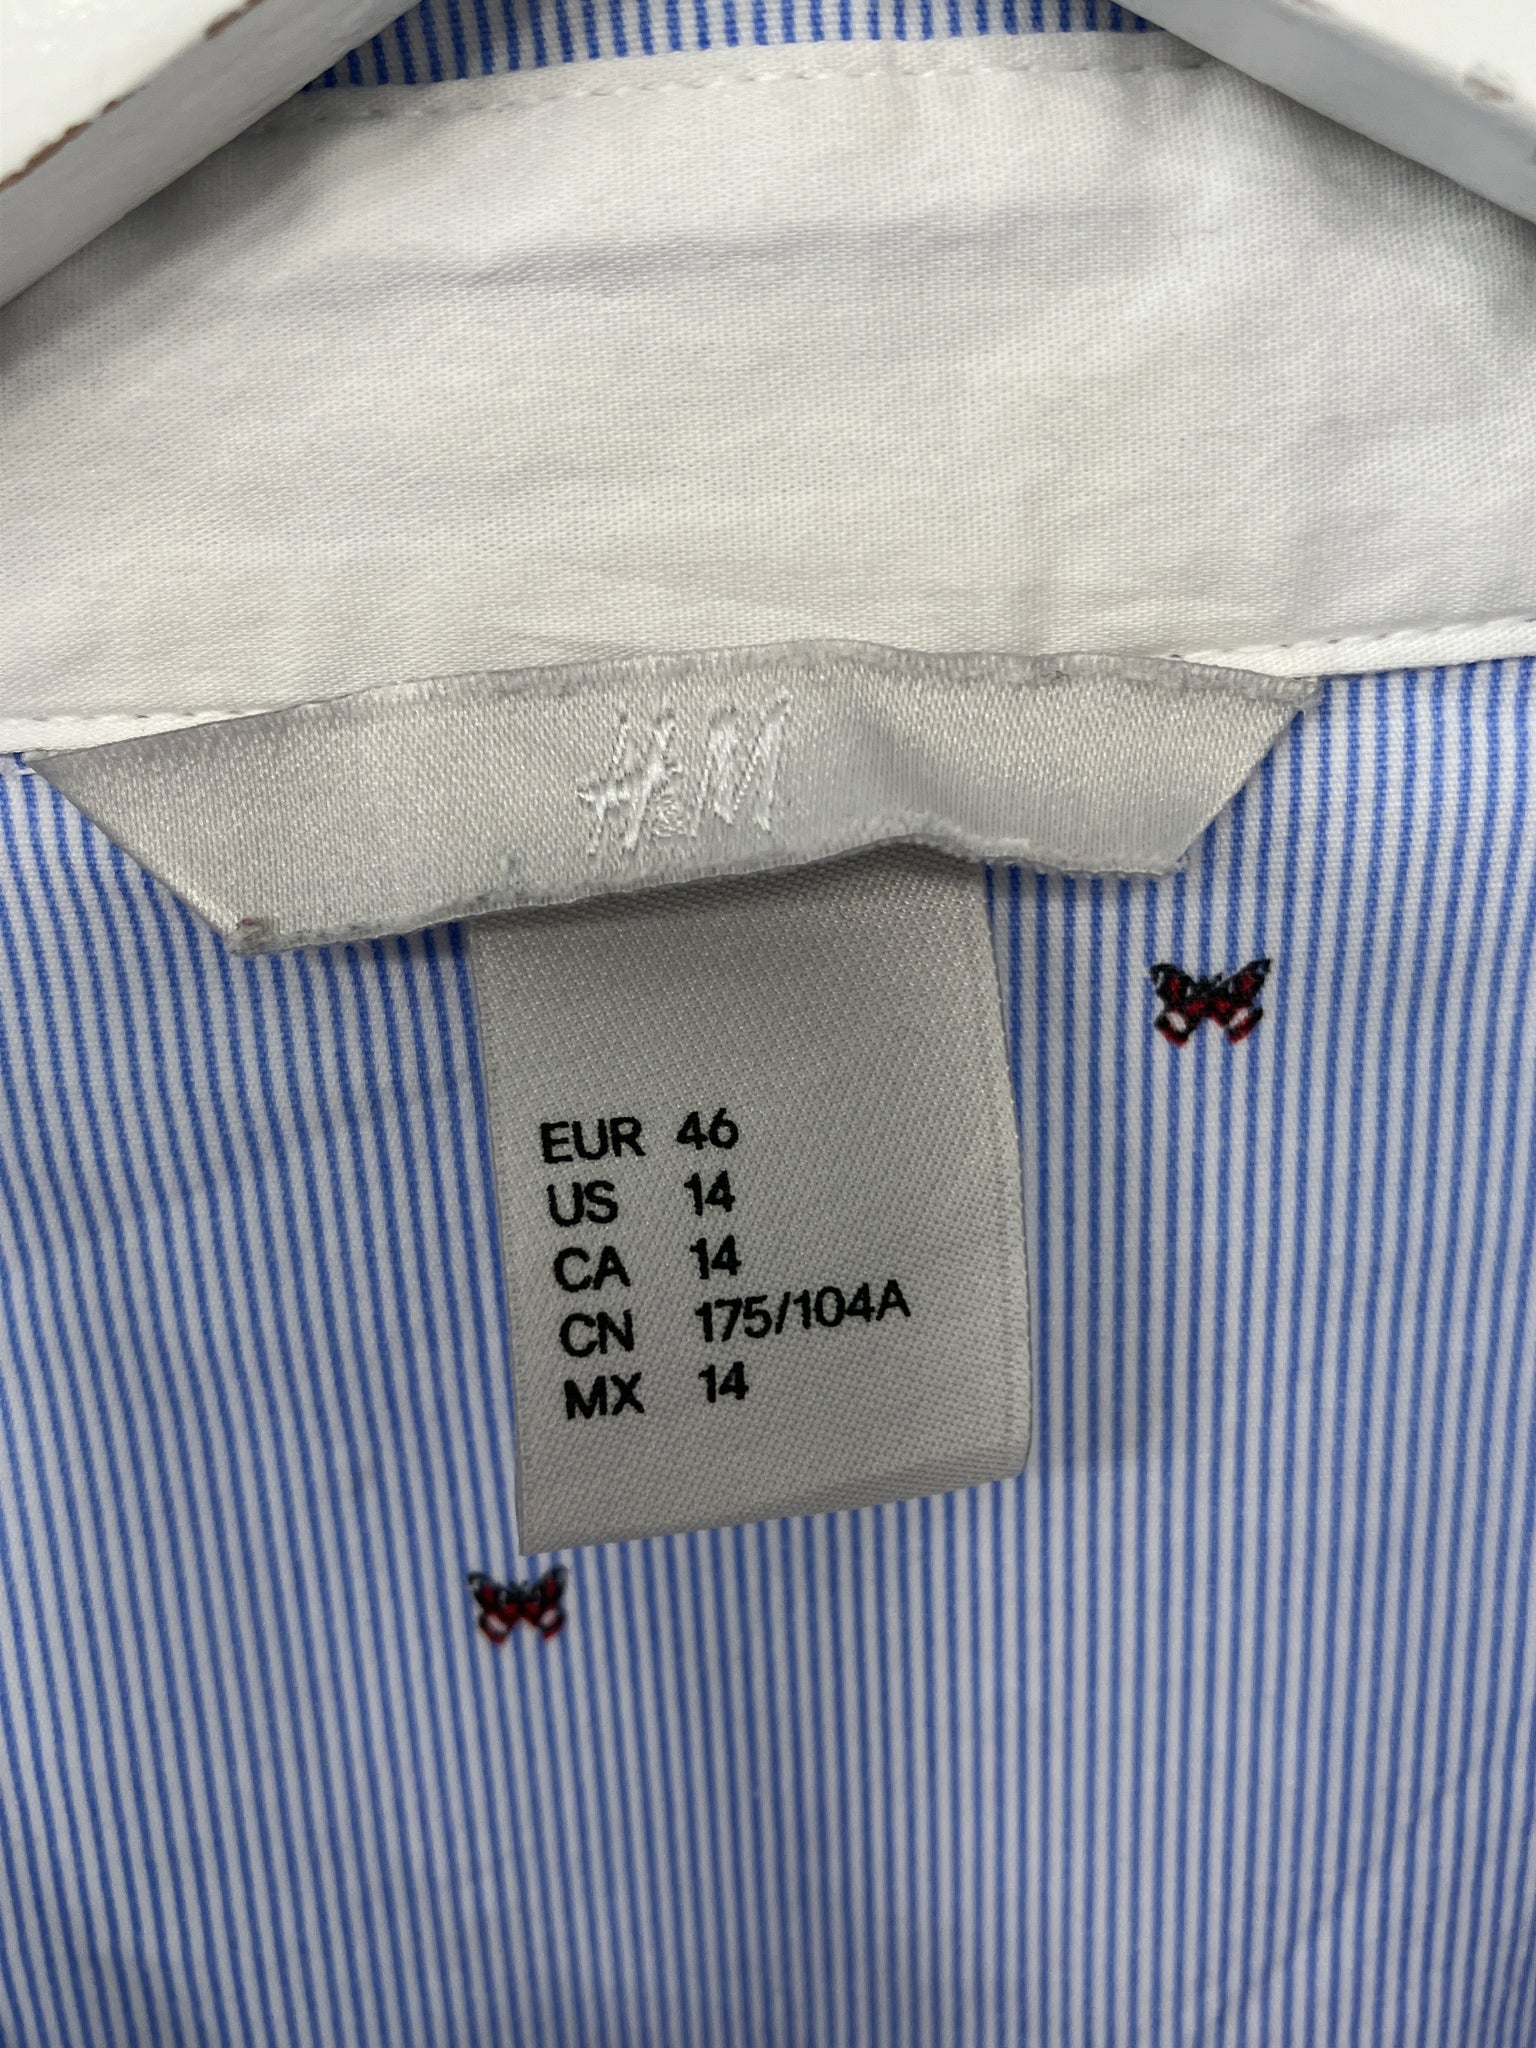 H&M
EUR 46
US 14
CA 14
CN 175/104A
MX 14